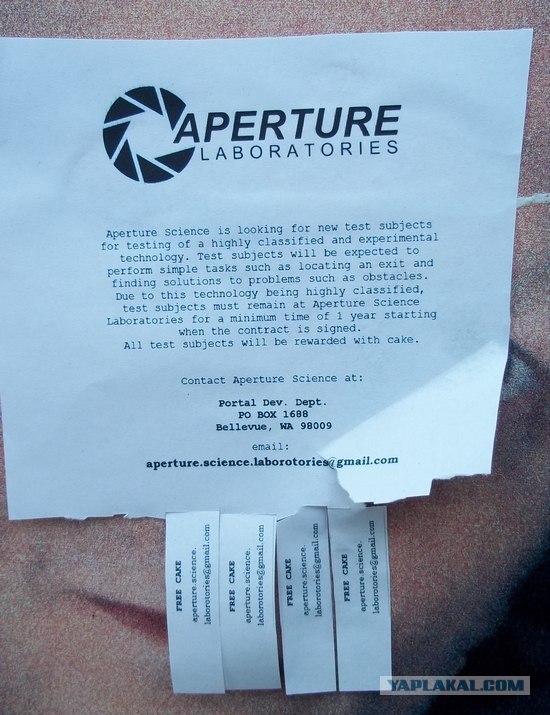 APERTURE
LABORATORIES
Aperture Science is looking for new test subjects
for testing of a highly classified and experimental
technology. Test subjects will be expected to
perform simple tasks such as locating an exit and
finding solutions to problems such as obstacles.
Due to this technology being highly classified,
test subjects must remain at Aperture Science
Laboratories for a minimum time of 1 year starting
when the contract is signed.
All test subjects will be rewarded with cake.
Contact Aperture Science at:
Portal Dev. Dept.
PO BOX 1688
Bellevue, WA 98009
email:
aperture.science.laborotories@gmail.com
FREE CAKE
aperture.science.
laborotories@gmail.com
FREE CAKE
aperture.science.
laborotories@gmail.com
FREE CAKE
aperture.science.
laborotories@gmail.com
FREE CAKE
aperture.science.
laborotories@gmail.com
YAPLAKAL.COM